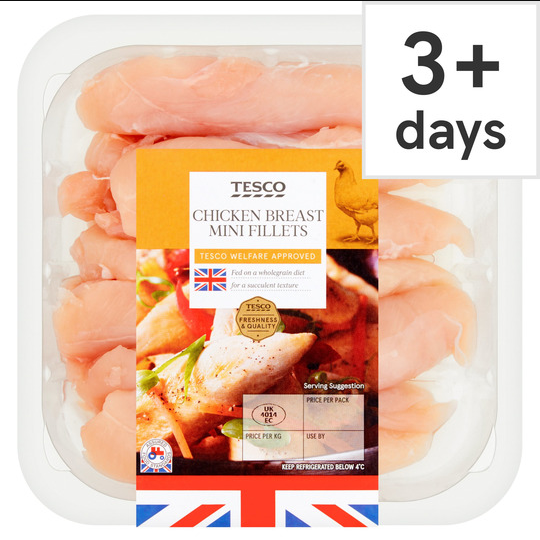 3+
days
TESCO
CHICKEN BREAST
MINI FILLETS
TESCO WELFARE APPROVED
Fed on a wholegrain diet
for a succulent texture
TESCO
FRESHNESS
& QUALITY
Serving Suggestion
UK
4014
EC
PRICE PER PACK
PRICE PER KG
USE BY
KEEP REFRIGERATED BELOW 4°C